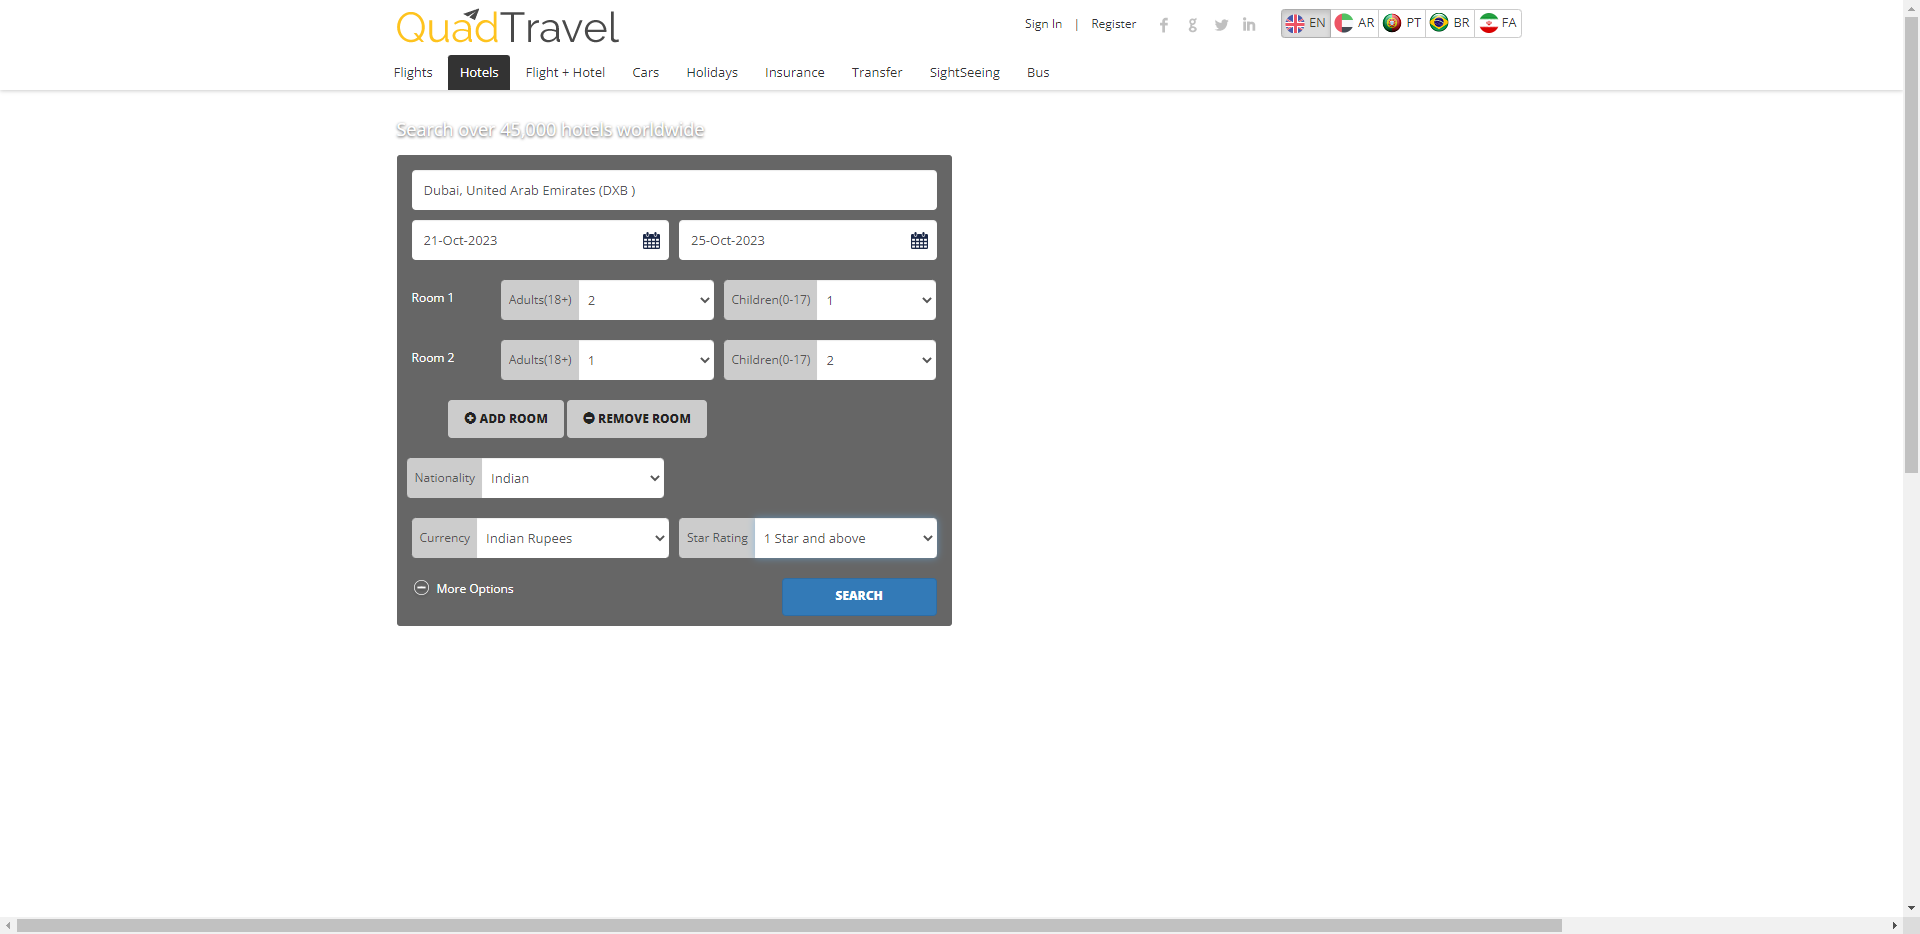 QuadTravel
Sign In | Register
EN AR PT BR FA
Flights Hotels Flight + Hotel Cars Holidays Insurance Transfer SightSeeing Bus
Search over 45,000 hotels worldwide
Dubai, United Arab Emirates (DXB )
21-Oct-2023 25-Oct-2023
Room 1 Adults(18+) 2 Children(0-17) 1
Room 2 Adults(18+) 1 Children(0-17) 2
ADD ROOM REMOVE ROOM
Nationality Indian
Currency Indian Rupees Star Rating 1 Star and above
More Options SEARCH